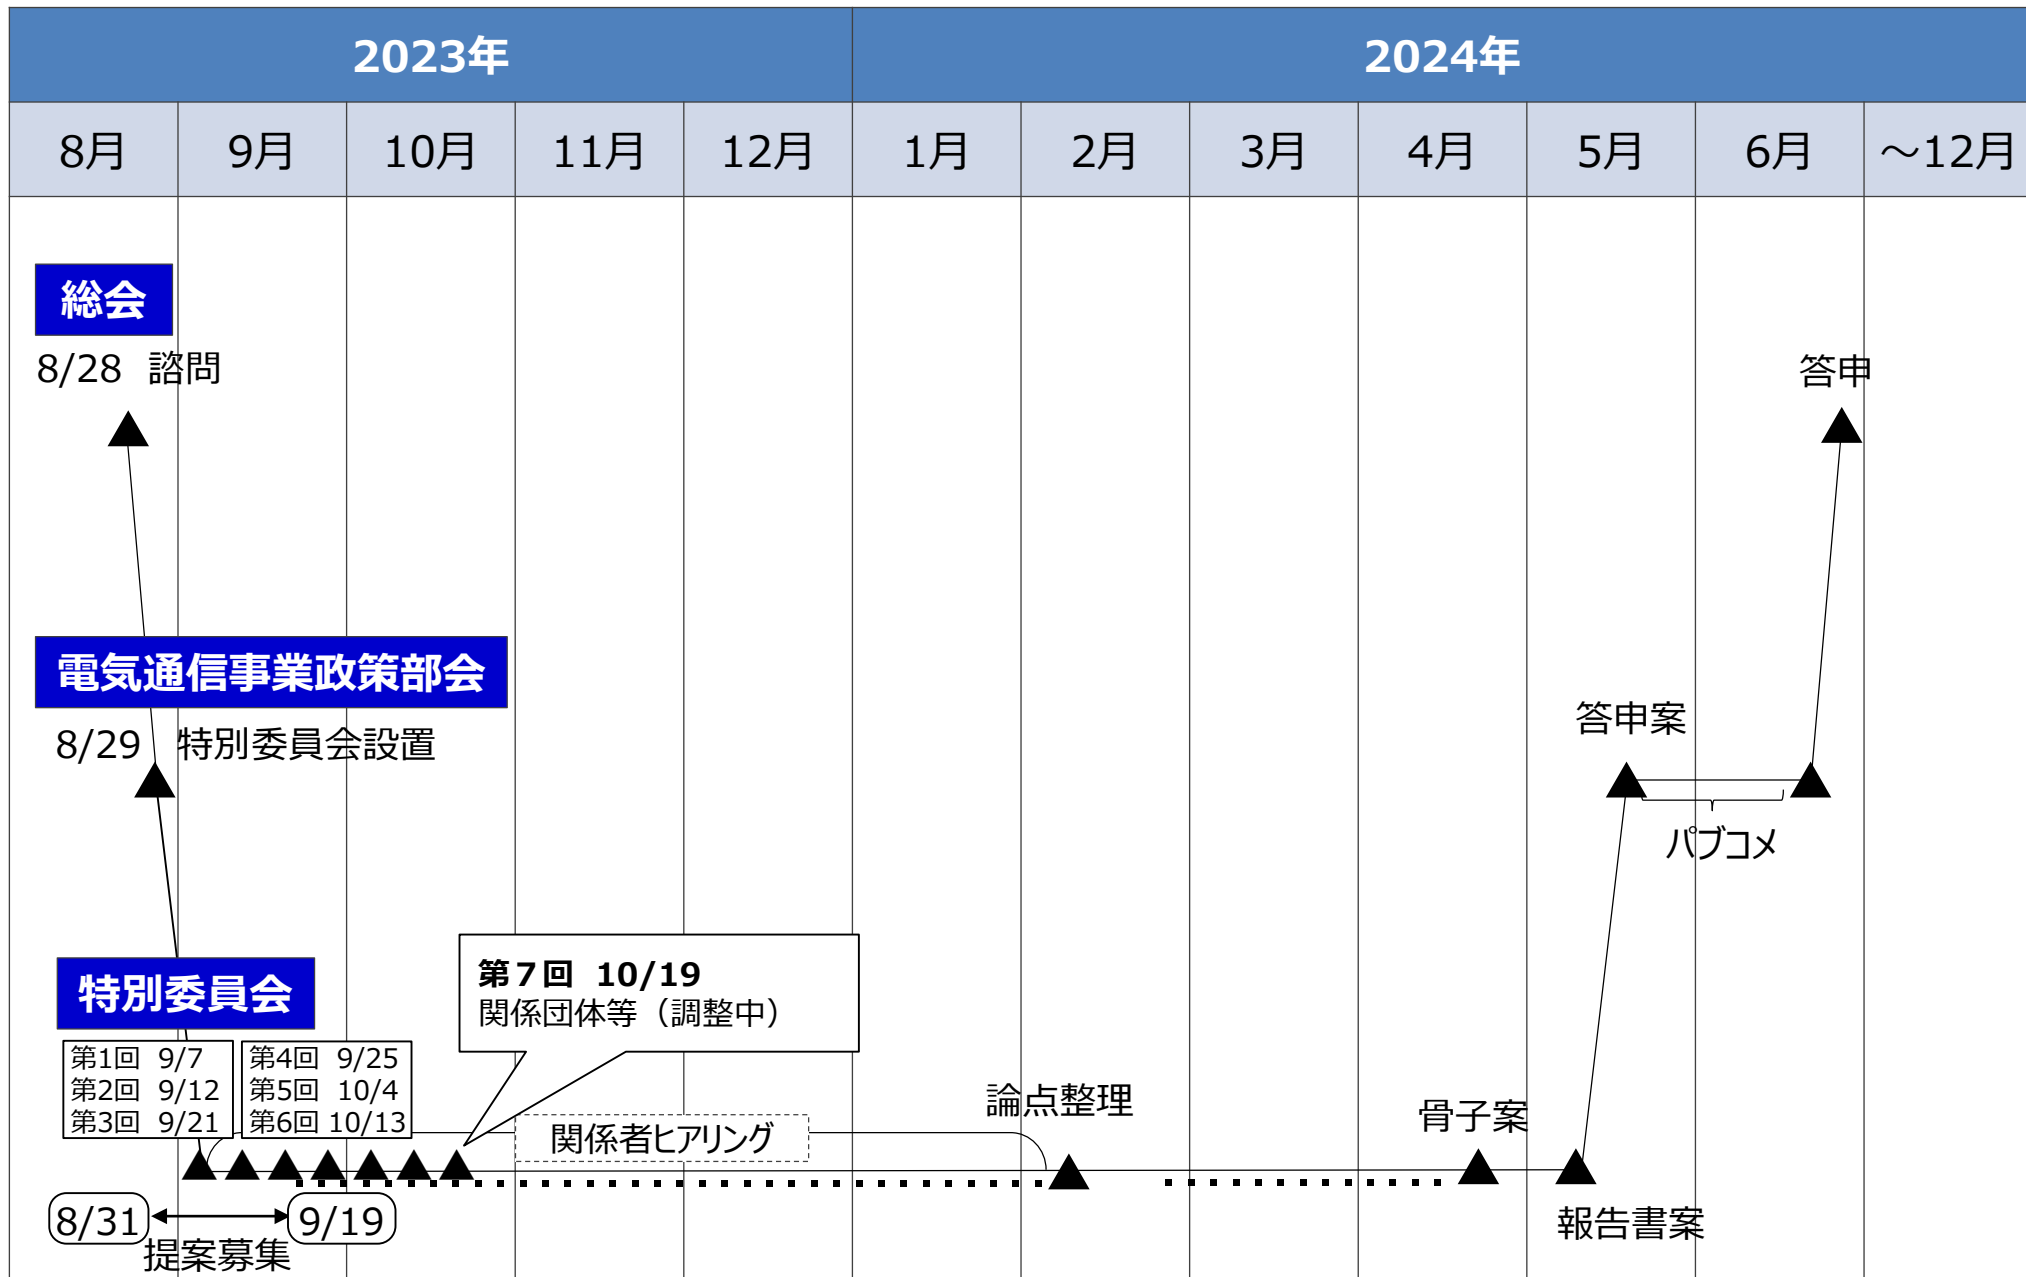 2023年
2024年
8月
9月
10月
11月
12月
1月
2月
3月
4月
5月
6月
～12月
総会
8/28 諮問
答申
電気通信事業政策部会
8/29 特別委員会設置
答申案
パブコメ
特別委員会
第7回 10/19
関係団体等（調整中）
第1回 9/7
第2回 9/12
第3回 9/21
第4回 9/25
第5回 10/4
第6回 10/13
関係者ヒアリング
論点整理
骨子案
報告書案
8/31
9/19
提案募集